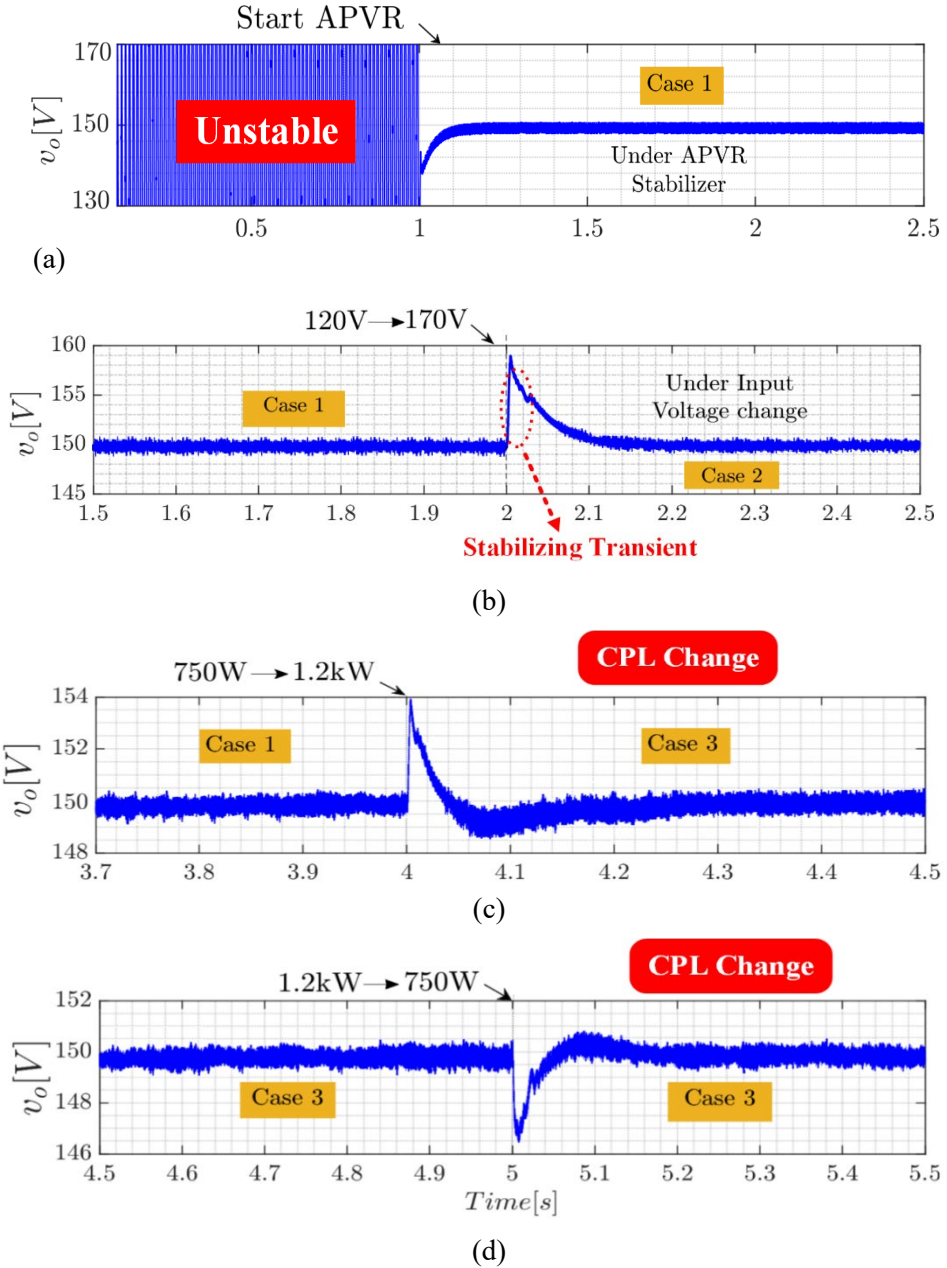 Start APVR
170
150
130
v_o[V]
Unstable
Case 1
Under APVR
Stabilizer
0.5
1
1.5
2
2.5
(a)
120V→170V
160
155
150
145
v_o[V]
Case 1
Under Input
Voltage change
Case 2
1.5
1.6
1.7
1.8
1.9
2
2.1
2.2
2.3
2.4
2.5
Stabilizing Transient
(b)
CPL Change
750W→1.2kW
154
152
150
148
v_o[V]
Case 1
Case 3
3.7
3.8
3.9
4
4.1
4.2
4.3
4.4
4.5
(c)
CPL Change
1.2kW→750W
152
150
148
146
v_o[V]
Case 3
Case 3
4.5
4.6
4.7
4.8
4.9
5
5.1
5.2
5.3
5.4
5.5
Time[s]
(d)